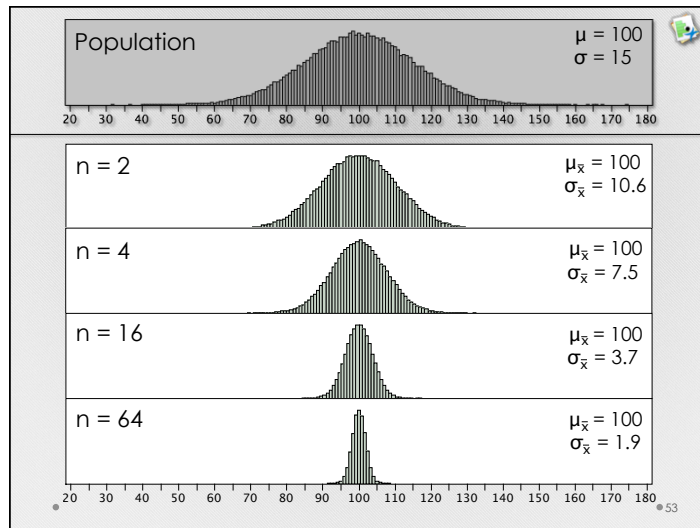 Population
μ = 100
σ = 15
20 30 40 50 60 70 80 90 100 110 120 130 140 150 160 170 180
n = 2
μx̄ = 100
σx̄ = 10.6
n = 4
μx̄ = 100
σx̄ = 7.5
n = 16
μx̄ = 100
σx̄ = 3.7
n = 64
μx̄ = 100
σx̄ = 1.9
20 30 40 50 60 70 80 90 100 110 120 130 140 150 160 170 180
53